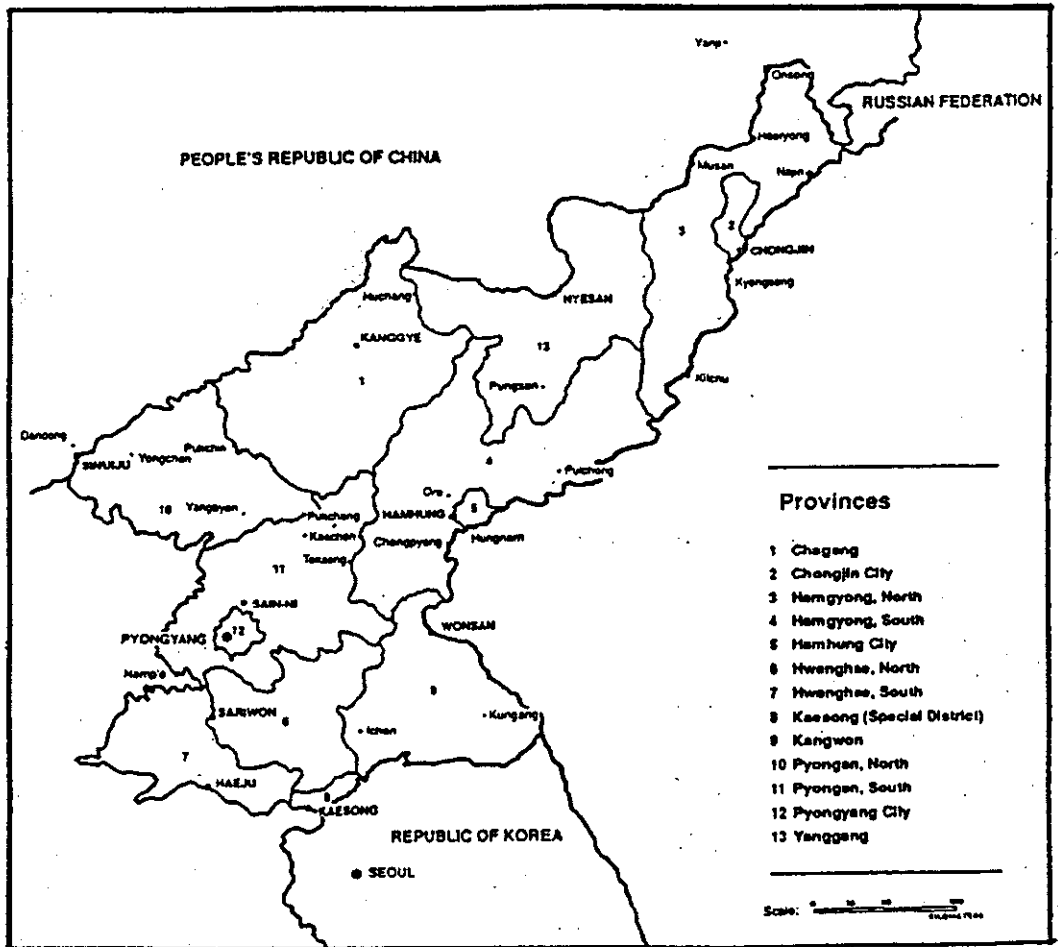 Yanji
Onsong
RUSSIAN FEDERATION
Hoeryong
PEOPLE'S REPUBLIC OF CHINA
Musan
Najin
3
2
CHONGJIN
Kyongsong
Huchang
HYESAN
KANGGYE
13
1
Pungsan
Kilchu
Dandong
SINUIJU
Yongchon
Pukchin
4
Pukchong
Oro
10
Yongbyon
Pukchang
HAMHUNG
5
Kaechon
Chongpyong
Hungnam
Provinces
11
Toksong
1 Chagang
2 Chongjin City
SAIN-NI
3 Hamgyong, North
PYONGYANG
12
WONSAN
4 Hamgyong, South
5 Hamhung City
Namp'o
9
6 Hwanghae, North
SARIWON
6
Kungang
7 Hwanghae, South
Ichon
8 Kaesong (Special District)
7
9 Kangwon
HAEJU
10 Pyongan, North
8
11 Pyongan, South
KAESONG
12 Pyongyang City
REPUBLIC OF KOREA
13 Yanggang
SEOUL
Scale: 0